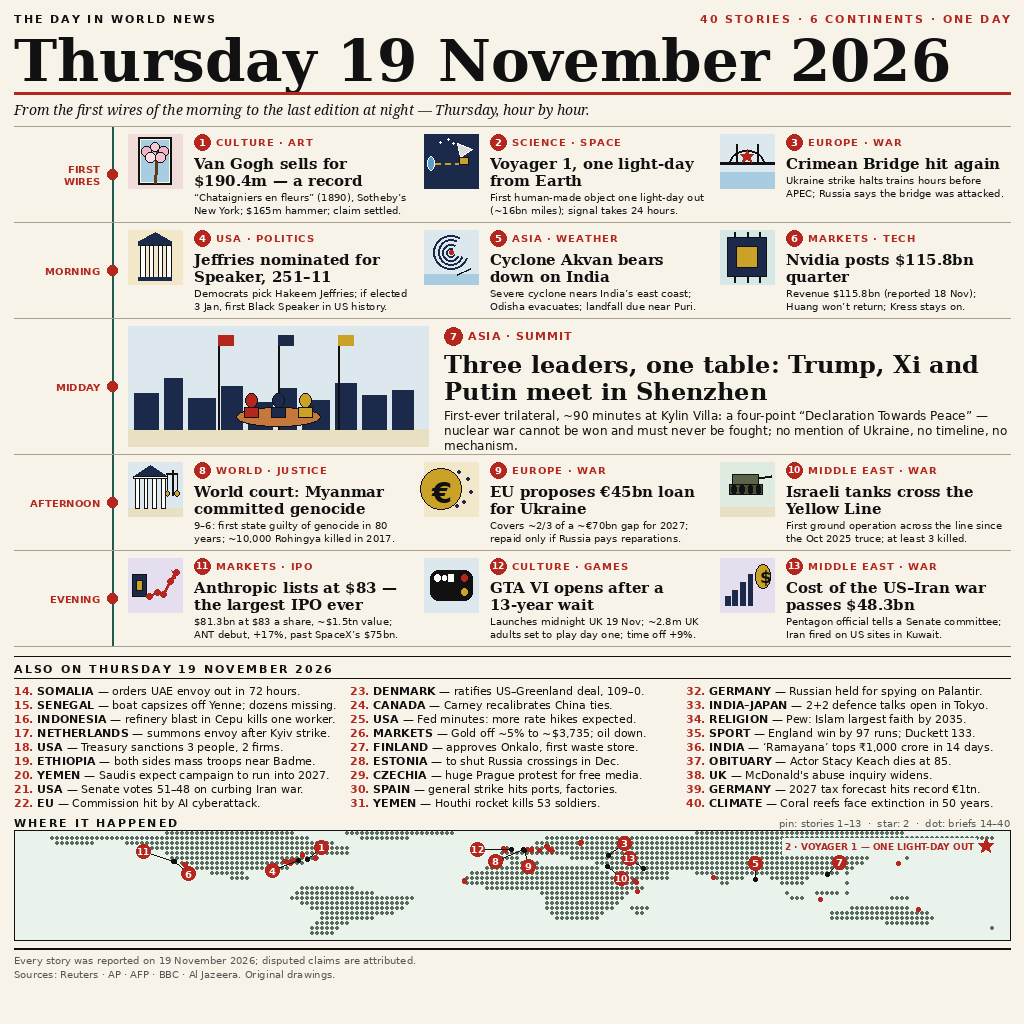 THE DAY IN WORLD NEWS
40 STORIES · 6 CONTINENTS · ONE DAY
Thursday 19 November 2026
From the first wires of the morning to the last edition at night — Thursday, hour by hour.
FIRST
WIRES
1 CULTURE · ART
Van Gogh sells for
$190.4m — a record
“Chataigniers en fleurs” (1890), Sotheby’s
New York; $165m hammer; claim settled.
2 SCIENCE · SPACE
Voyager 1, one light-day
from Earth
First human-made object one light-day out
(~16bn miles); signal takes 24 hours.
3 EUROPE · WAR
Crimean Bridge hit again
Ukraine strike halts trains hours before
APEC; Russia says the bridge was attacked.
MORNING
4 USA · POLITICS
Jeffries nominated for
Speaker, 251–11
Democrats pick Hakeem Jeffries; if elected
3 Jan, first Black Speaker in US history.
5 ASIA · WEATHER
Cyclone Akvan bears
down on India
Severe cyclone nears India’s east coast;
Odisha evacuates; landfall due near Puri.
6 MARKETS · TECH
Nvidia posts $115.8bn
quarter
Revenue $115.8bn (reported 18 Nov);
Huang won’t return; Kress stays on.
MIDDAY
7 ASIA · SUMMIT
Three leaders, one table: Trump, Xi and
Putin meet in Shenzhen
First-ever trilateral, ~90 minutes at Kylin Villa: a four-point “Declaration Towards Peace” —
nuclear war cannot be won and must never be fought; no mention of Ukraine, no timeline, no
mechanism.
AFTERNOON
8 WORLD · JUSTICE
World court: Myanmar
committed genocide
9–6: first state guilty of genocide in 80
years; ~10,000 Rohingya killed in 2017.
€
9 EUROPE · WAR
EU proposes €45bn loan
for Ukraine
Covers ~2/3 of a ~€70bn gap for 2027;
repaid only if Russia pays reparations.
10 MIDDLE EAST · WAR
Israeli tanks cross the
Yellow Line
First ground operation across the line since
the Oct 2025 truce; at least 3 killed.
EVENING
11 MARKETS · IPO
Anthropic lists at $83 —
the largest IPO ever
$81.3bn at $83 a share, ~$1.5tn value;
ANT debut, +17%, past SpaceX’s $75bn.
12 CULTURE · GAMES
GTA VI opens after a
13-year wait
Launches midnight UK 19 Nov; ~2.8m UK
adults set to play day one; time off +9%.
$
13 MIDDLE EAST · WAR
Cost of the US–Iran war
passes $48.3bn
Pentagon official tells a Senate committee;
Iran fired on US sites in Kuwait.
ALSO ON THURSDAY 19 NOVEMBER 2026
14. SOMALIA — orders UAE envoy out in 72 hours.
15. SENEGAL — boat capsizes off Yenne; dozens missing.
16. INDONESIA — refinery blast in Cepu kills one worker.
17. NETHERLANDS — summons envoy after Kyiv strike.
18. USA — Treasury sanctions 3 people, 2 firms.
19. ETHIOPIA — both sides mass troops near Badme.
20. YEMEN — Saudis expect campaign to run into 2027.
21. USA — Senate votes 51–48 on curbing Iran war.
22. EU — Commission hit by AI cyberattack.
23. DENMARK — ratifies US–Greenland deal, 109–0.
24. CANADA — Carney recalibrates China ties.
25. USA — Fed minutes: more rate hikes expected.
26. MARKETS — Gold off ~5% to ~$3,735; oil down.
27. FINLAND — approves Onkalo, first waste store.
28. ESTONIA — to shut Russia crossings in Dec.
29. CZECHIA — huge Prague protest for free media.
30. SPAIN — general strike hits ports, factories.
31. YEMEN — Houthi rocket kills 53 soldiers.
32. GERMANY — Russian held for spying on Palantir.
33. INDIA–JAPAN — 2+2 defence talks open in Tokyo.
34. RELIGION — Pew: Islam largest faith by 2035.
35. SPORT — England win by 97 runs; Duckett 133.
36. INDIA — ‘Ramayana’ tops ₹1,000 crore in 14 days.
37. OBITUARY — Actor Stacy Keach dies at 85.
38. UK — McDonald's abuse inquiry widens.
39. GERMANY — 2027 tax forecast hits record €1tn.
40. CLIMATE — Coral reefs face extinction in 50 years.
WHERE IT HAPPENED
pin: stories 1–13 · star: 2 · dot: briefs 14–40
2 · VOYAGER 1 — ONE LIGHT-DAY OUT
11
6
4
1
12
8
9
3
13
10
5
7
Every story was reported on 19 November 2026; disputed claims are attributed.
Sources: Reuters · AP · AFP · BBC · Al Jazeera. Original drawings.